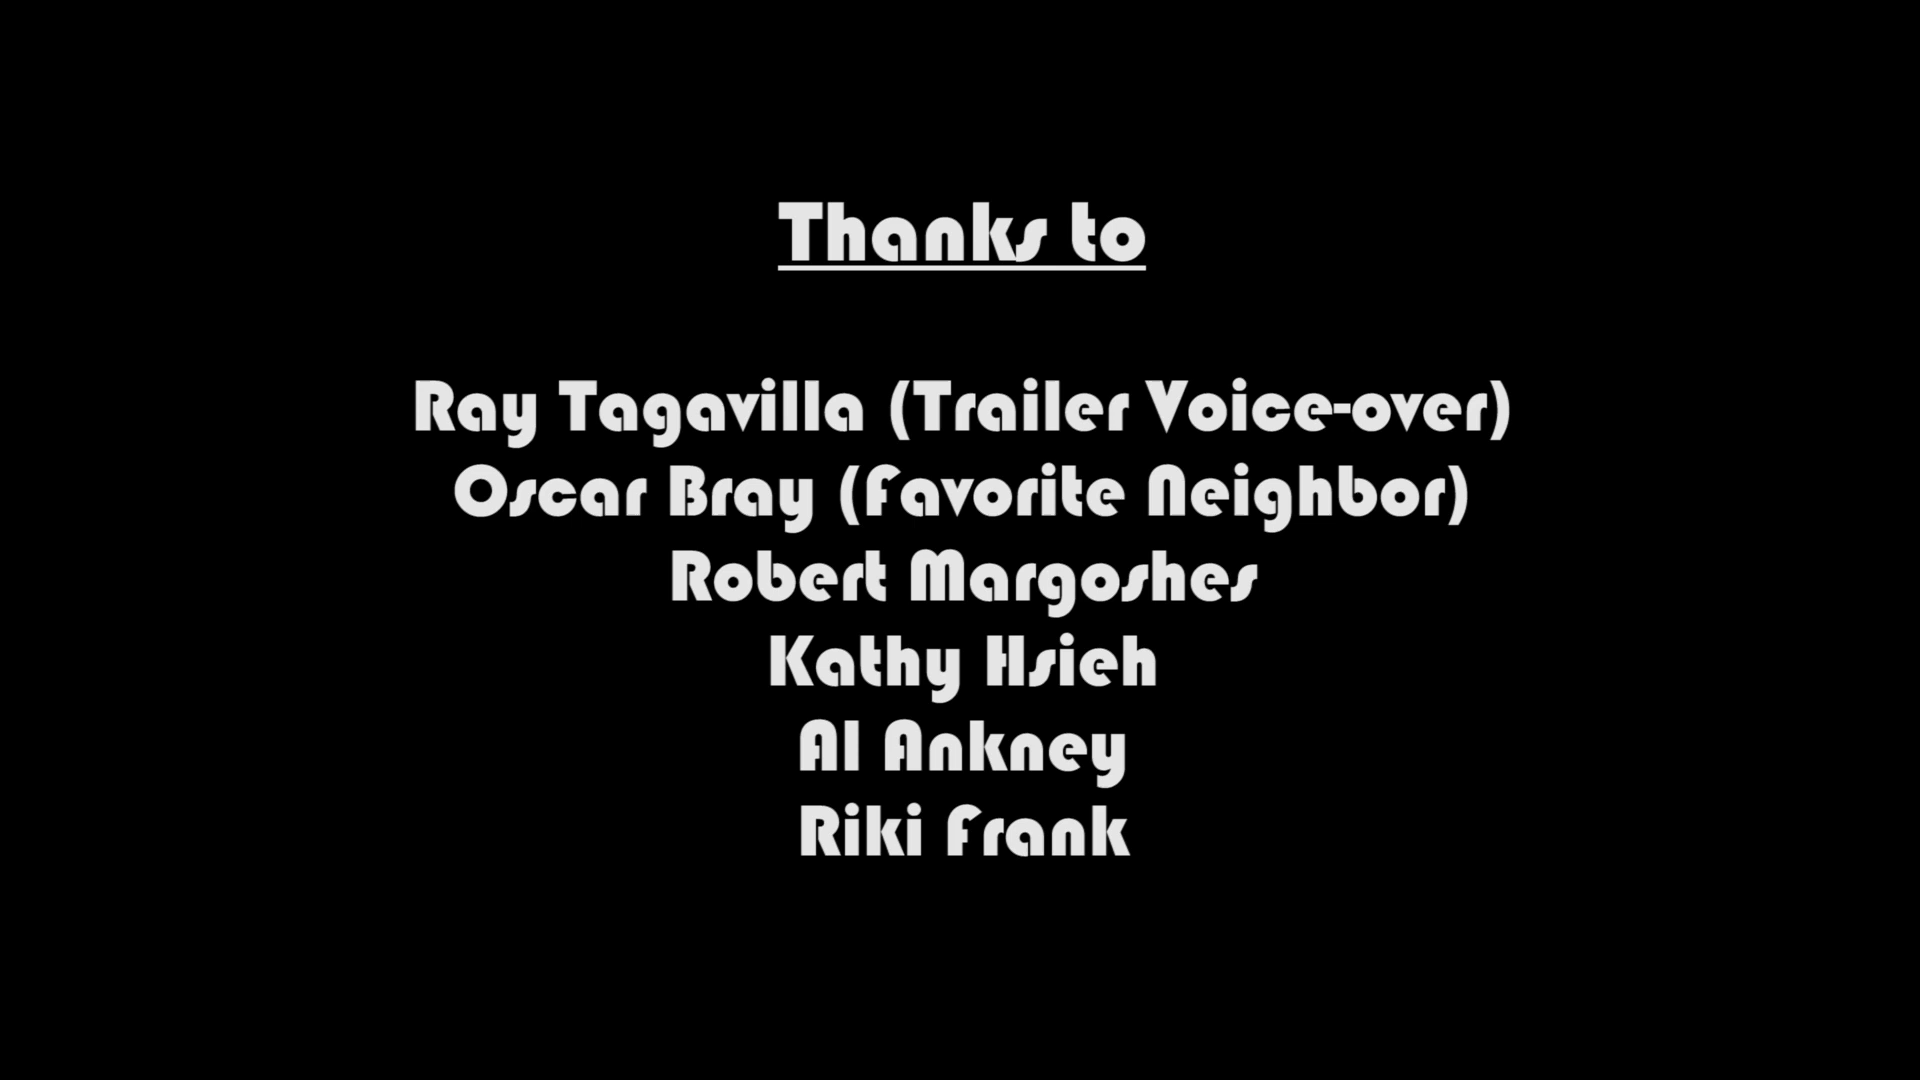 Thanks to
Ray Tagavilla (Trailer Voice-over)
Oscar Bray (Favorite Neighbor)
Robert Margoshes
Kathy Hsieh
Al Ankney
Riki Frank